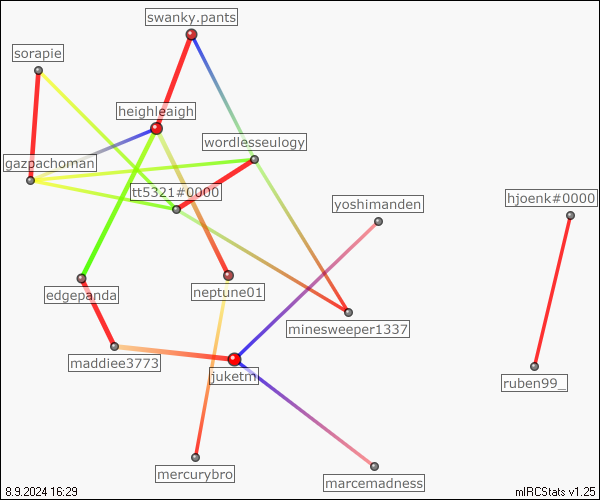 swanky.pants
sorapie
heighleaigh
wordlesseulogy
gazpachoman
tt5321#0000
hjoenk#0000
yoshimanden
edgepanda
neptune01
minesweeper1337
maddiee3773
juketm
ruben99_
mercurybro
marcemadness
8.9.2024 16:29
mIRCStats v1.25